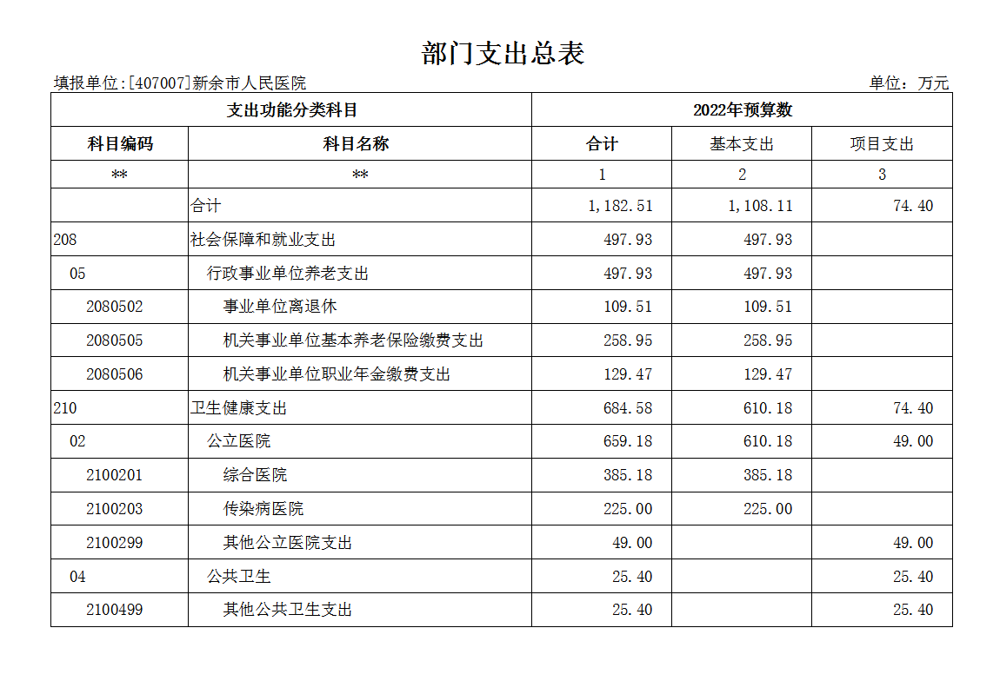 部门支出总表
填报单位:[407007]新余市人民医院 单位：万元
支出功能分类科目 2022年预算数
科目编码 科目名称 合计 基本支出 项目支出
** ** 1 2 3
合计 1,182.51 1,108.11 74.40
208 社会保障和就业支出 497.93 497.93
05 行政事业单位养老支出 497.93 497.93
2080502 事业单位离退休 109.51 109.51
2080505 机关事业单位基本养老保险缴费支出 258.95 258.95
2080506 机关事业单位职业年金缴费支出 129.47 129.47
210 卫生健康支出 684.58 610.18 74.40
02 公立医院 659.18 610.18 49.00
2100201 综合医院 385.18 385.18
2100203 传染病医院 225.00 225.00
2100299 其他公立医院支出 49.00 49.00
04 公共卫生 25.40 25.40
2100499 其他公共卫生支出 25.40 25.40